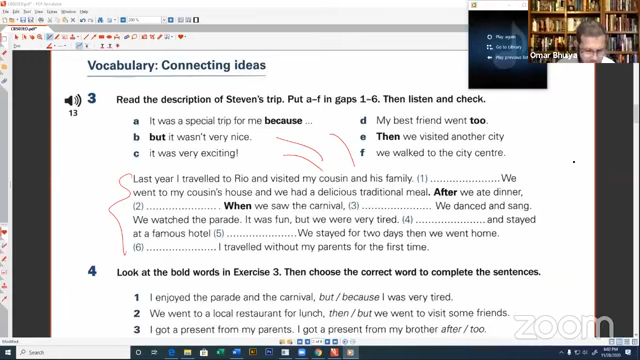 CB503EO.pdf*
200 %
Vocabulary: Connecting ideas
Play again
Go to Library
Play previous
Omar Bhuiya
13
3 Read the description of Steven's trip. Put a–f in gaps 1–6. Then listen and check.
a It was a special trip for me because ...
b but it wasn't very nice.
c it was very exciting!
d My best friend went too.
e Then we visited another city
f we walked to the city centre.
Last year I travelled to Rio and visited my cousin and his family. (1) ........................ We
went to my cousin's house and we had a delicious traditional meal. After we ate dinner,
(2) ........................ . When we saw the carnival, (3) ........................ We danced and sang.
We watched the parade. It was fun, but we were very tired. (4) ........................ and stayed
at a famous hotel (5) ........................ We stayed for two days then we went home.
(6) ........................ I travelled without my parents for the first time.
4 Look at the bold words in Exercise 3. Then choose the correct word to complete the sentences.
1 I enjoyed the parade and the carnival, but / because I was very tired.
2 We went to a local restaurant for lunch, then / but we went to visit some friends.
3 I got a present from my parents. I got a present from my brother after / too.
zoom
Modified
11/28/2020